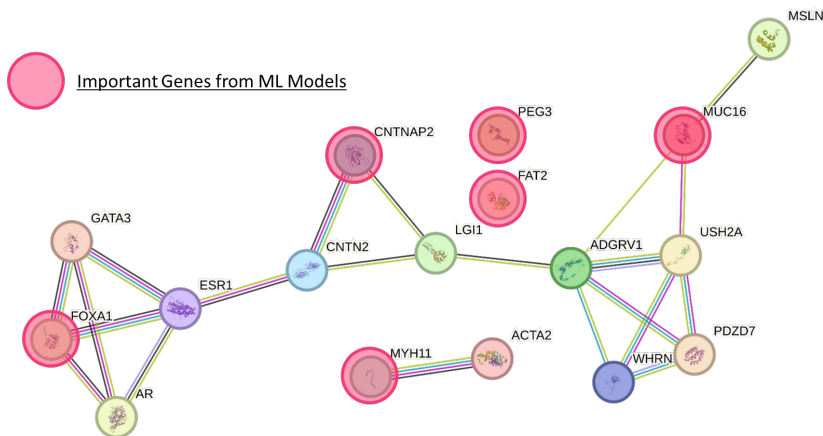 MSLN
Important Genes from ML Models
PEG3
MUC16
CNTNAP2
FAT2
GATA3
LGI1
USH2A
CNTN2
ADGRV1
ESR1
FOXA1
ACTA2
PDZD7
MYH11
WHRN
AR